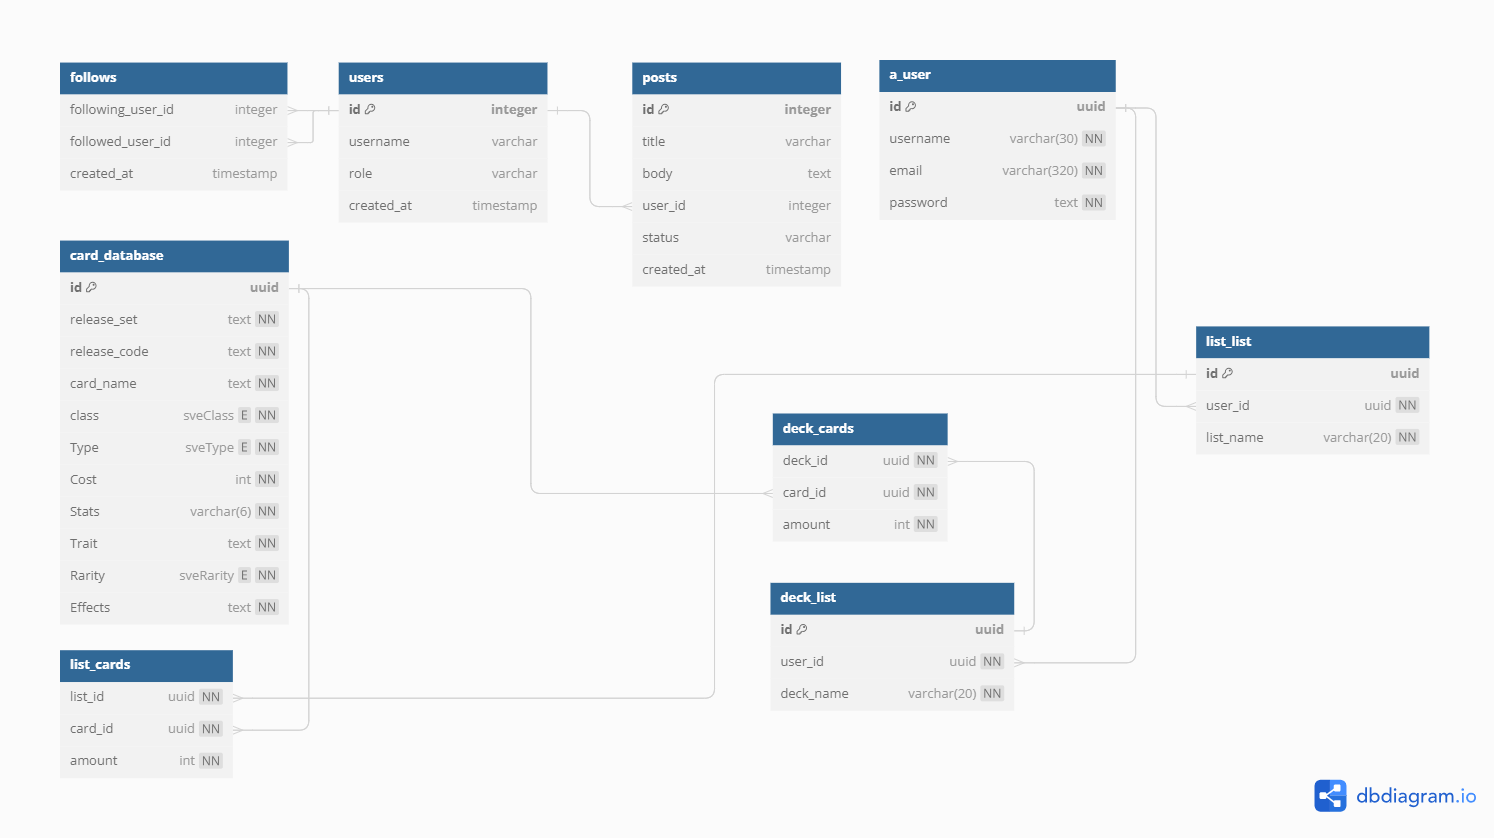 follows
following_user_id integer
followed_user_id integer
created_at timestamp
users
id integer
username varchar
role varchar
created_at timestamp
posts
id integer
title varchar
body text
user_id integer
status varchar
created_at timestamp
a_user
id uuid
username varchar(30) NN
email varchar(320) NN
password text NN
card_database
id uuid
release_set text NN
release_code text NN
card_name text NN
class sveClass E NN
Type sveType E NN
Cost int NN
Stats varchar(6) NN
Trait text NN
Rarity sveRarity E NN
Effects text NN
list_list
id uuid
user_id uuid NN
list_name varchar(20) NN
deck_cards
deck_id uuid NN
card_id uuid NN
amount int NN
deck_list
id uuid
user_id uuid NN
deck_name varchar(20) NN
list_cards
list_id uuid NN
card_id uuid NN
amount int NN
dbdiagram.io